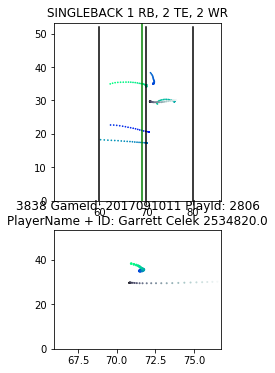 SINGLEBACK 1 RB, 2 TE, 2 WR
50
40
30
20
10
0
60 70 80
3838 GameId: 2017091011 PlayId: 2806
PlayerName + ID: Garrett Celek 2534820.0
40
20
0
67.5 70.0 72.5 75.0